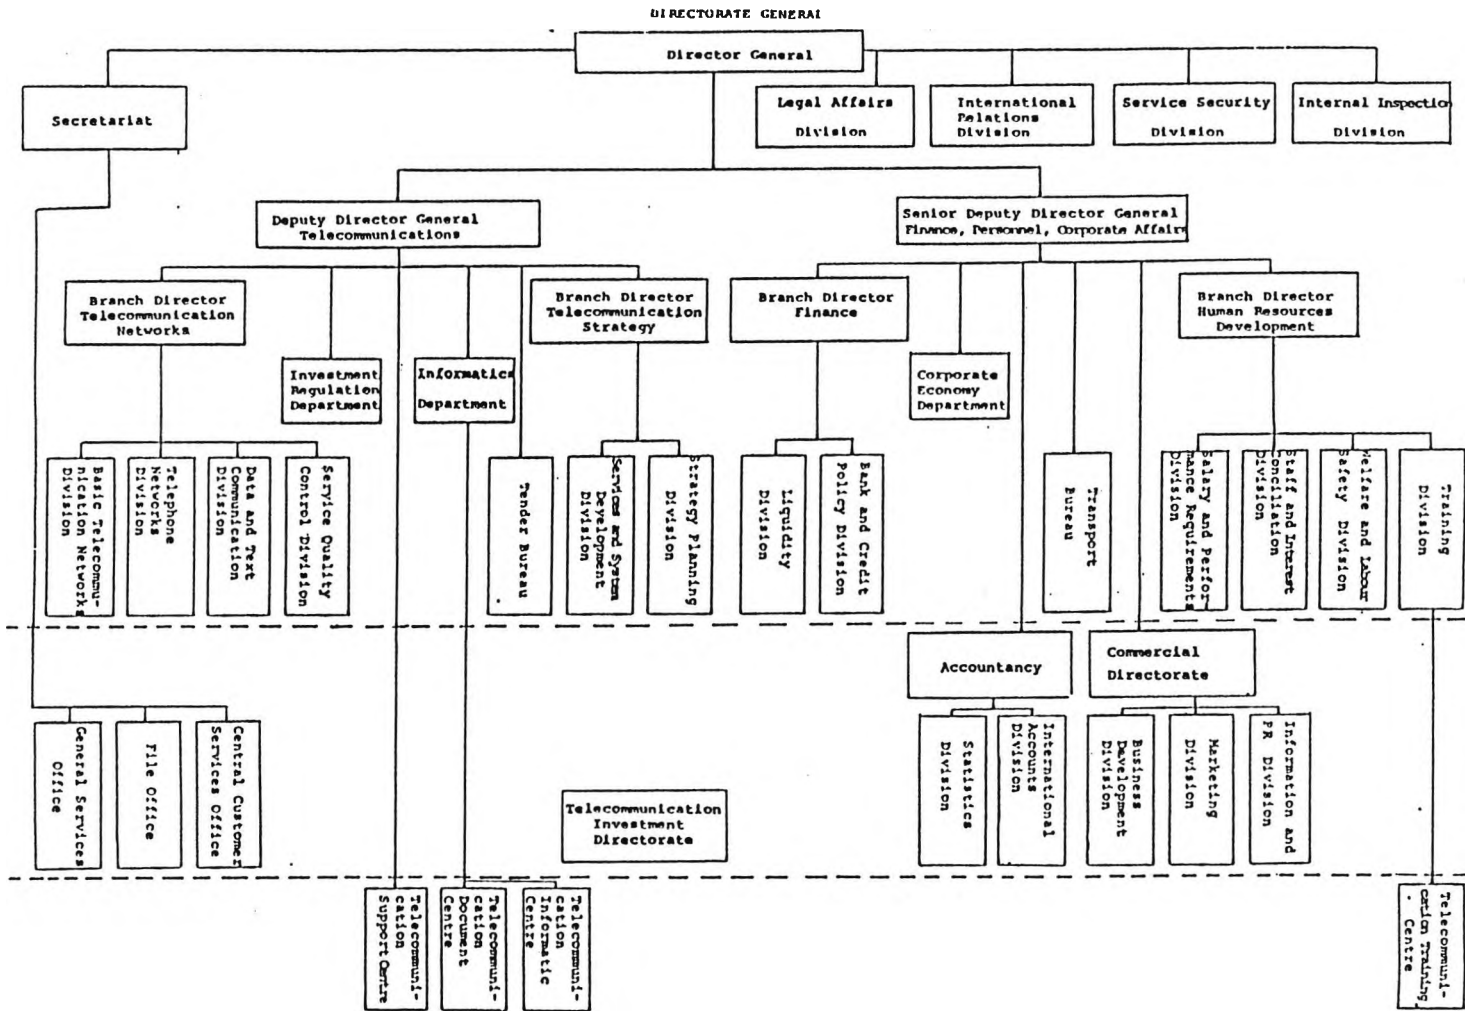 DIRECTORATE GENERAL
Director General
Secretariat
Legal Affairs
Division
International
Relations
Division
Service Security
Division
Internal Inspection
Division
Deputy Director General
Telecommunications
Senior Deputy Director General
Finance, Personnel, Corporate Affairs
Branch Director
Telecommunication
Networks
Investment
Regulation
Department
Informatics
Department
Branch Director
Telecommunication
Strategy
Branch Director
Finance
Corporate
Economy
Department
Branch Director
Human Resources
Development
Basic Telecommu-
nication Networks
Division
Telephone
Networks
Division
Data and Text
Communication
Division
Service Quality
Control Division
Tender Bureau
Services and System
Development
Division
Strategy Planning
Division
Liquidity
Division
Bank and Credit
Policy Division
Transport
Bureau
Salary and Perfor-
mance Requirements
Division
Staff and Interest
Conciliation
Division
Welfare and Labour
Safety Division
Training
Division
Accountancy
Commercial
Directorate
General Services
Office
File Office
Central Customer
Services Office
Telecommunication
Investment
Directorate
Statistics
Division
International
Accounts
Division
Business
Development
Division
Marketing
Division
Information and
PR Division
Telecommuni-
cation
Support Centre
Telecommuni-
cation
Document
Centre
Telecommuni-
cation
Informatic
Centre
Telecommuni-
cation Training
Centre